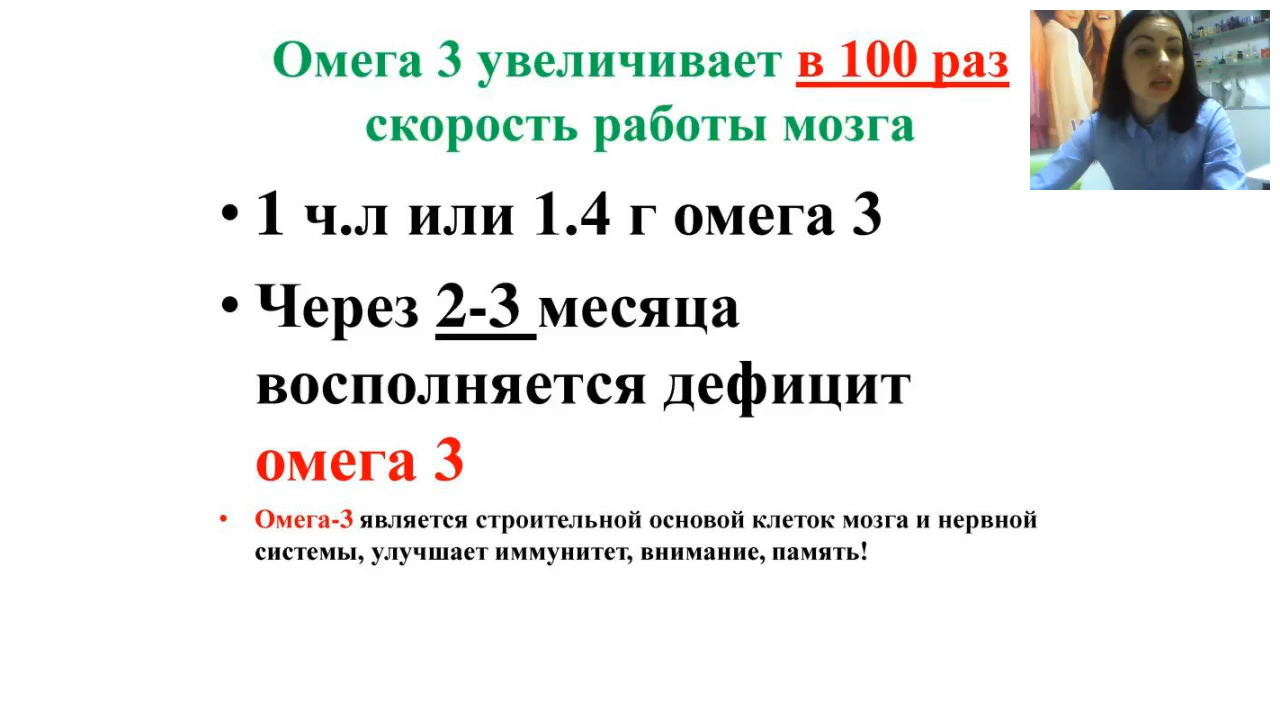 Омега 3 увеличивает в 100 раз
скорость работы мозга
• 1 ч.л или 1.4 г омега 3
• Через 2-3 месяца
восполняется дефицит
омега 3
• Омега-3 является строительной основой клеток мозга и нервной
системы, улучшает иммунитет, внимание, память!